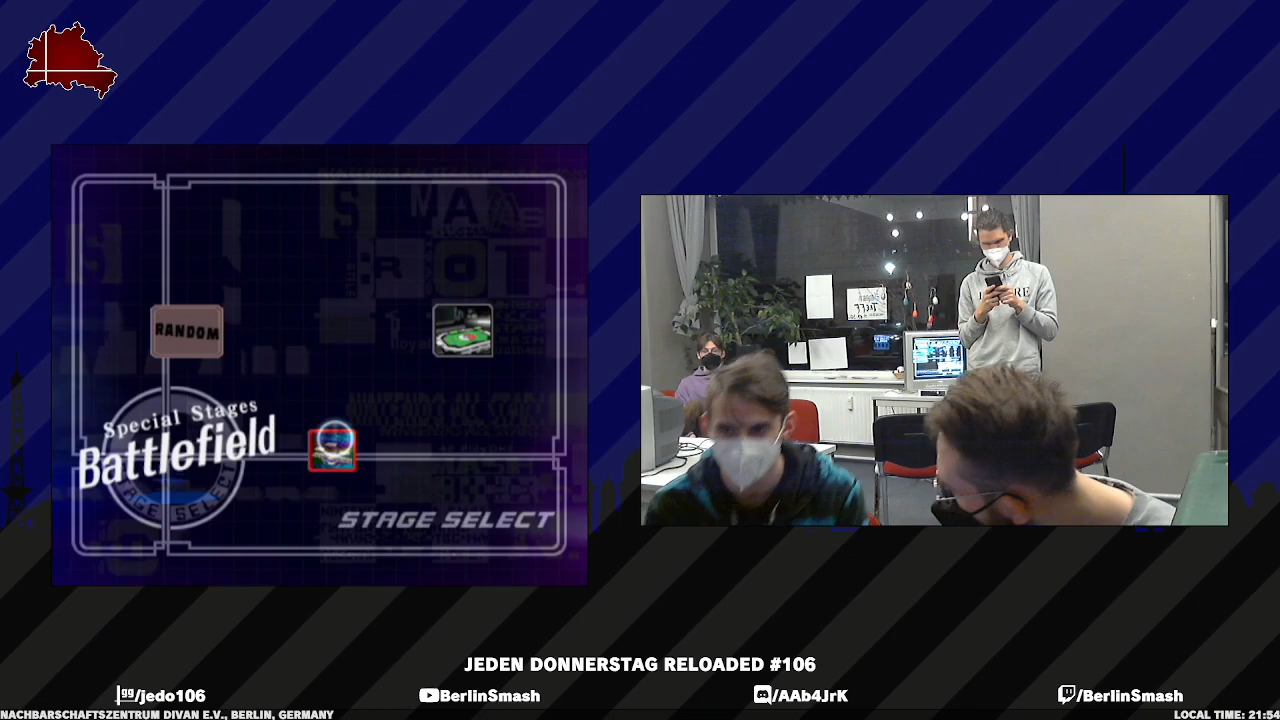 RANDOM
Special Stages
Battlefield
STAGE SELECT
JEDEN DONNERSTAG RELOADED #106
gg/jedo106
BerlinSmash
/AAb4JrK
/BerlinSmash
NACHBARSCHAFTSZENTRUM DIVAN E.V., BERLIN, GERMANY
LOCAL TIME: 21:54